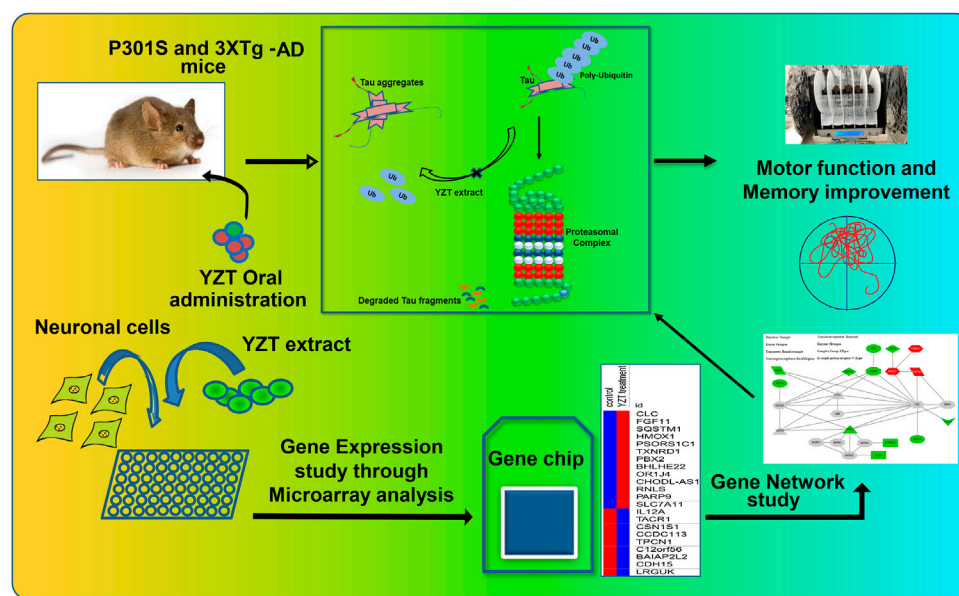 P301S and 3XTg -AD
mice
YZT Oral
administration
Tau aggregates
Tau
Ub
Ub
Ub
Ub
Ub
Poly-Ubiquitin
Ub
Ub
Ub
YZT extract
Proteasomal
Complex
Degraded Tau fragments
Motor function and
Memory improvement
Neuronal cells
YZT extract
Gene Expression
study through
Microarray analysis
Gene chip
control
YZT treatment
id
CLC
FGF11
SQSTM1
HMOX1
PSORS1C1
TXNRD1
PBX2
BHLHE22
OR1J4
CHODL-AS1
RNLS
PARP9
SLC7A11
IL12A
TACR1
CSN1S1
CCDC113
TPCN1
C12orf56
BAIAP2L2
CDH15
LRGUK
Gene Network
study